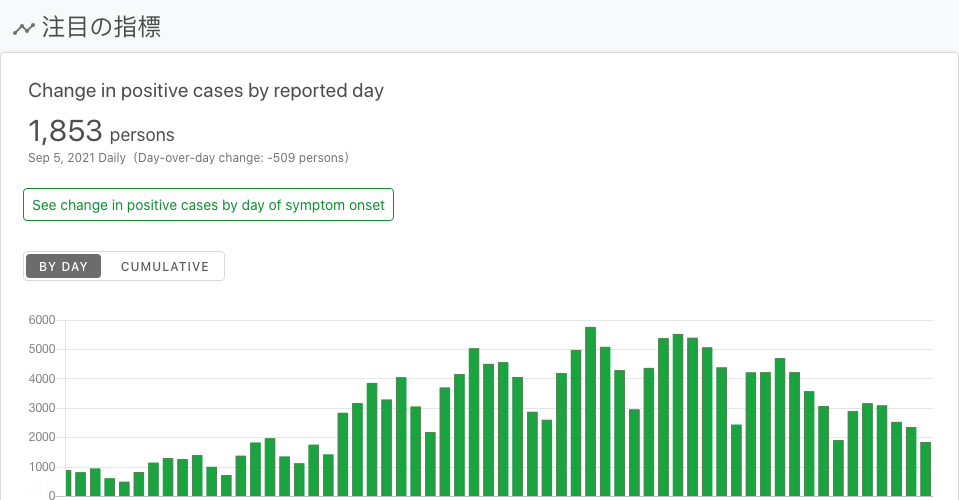 注目の指標
Change in positive cases by reported day
1,853 persons
Sep 5, 2021 Daily (Day-over-day change: -509 persons)
See change in positive cases by day of symptom onset
BY DAY CUMULATIVE
6000
5000
4000
3000
2000
1000
0